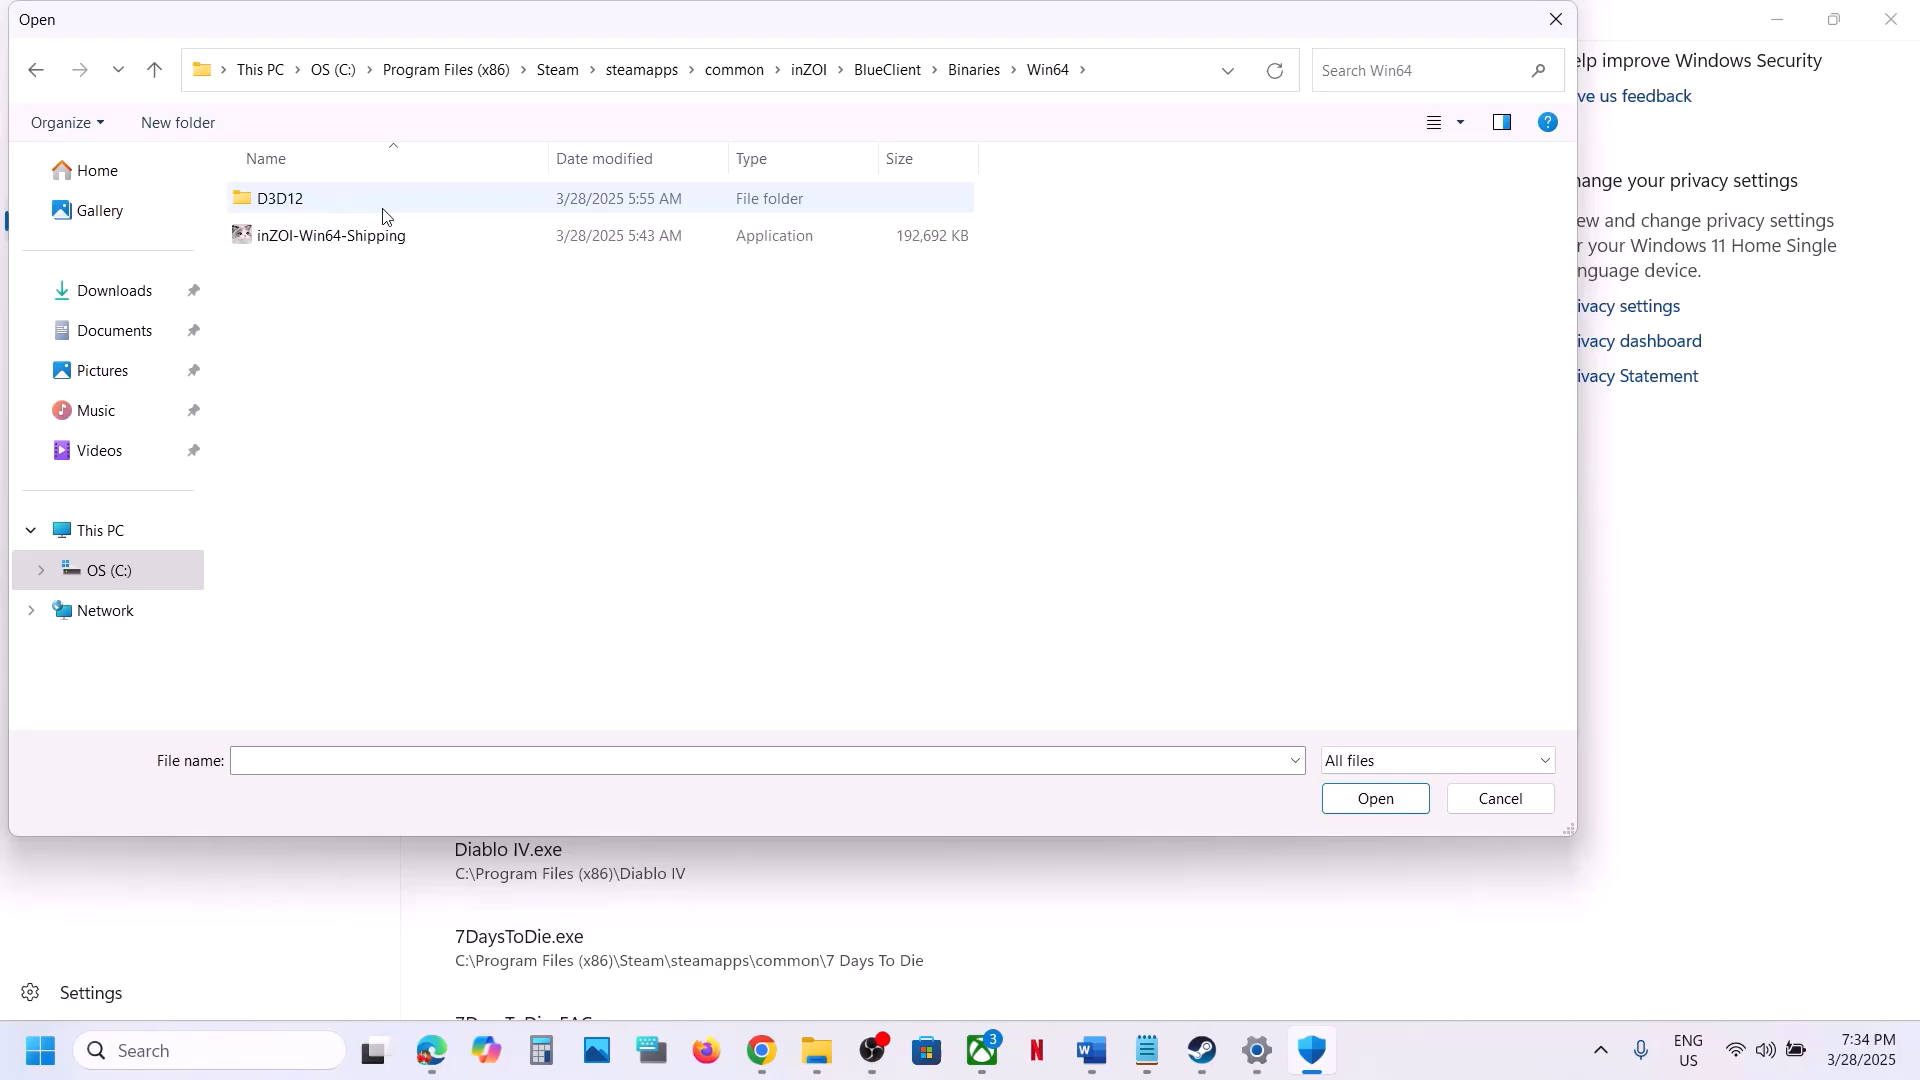 Open
This PC > OS (C:) > Program Files (x86) > Steam > steamapps > common > inZOI > BlueClient > Binaries > Win64 >
Search Win64
Organize
New folder
Name
Date modified
Type
Size
Home
Gallery
Downloads
Documents
Pictures
Music
Videos
This PC
OS (C:)
Network
D3D12
3/28/2025 5:55 AM
File folder
inZOI-Win64-Shipping
3/28/2025 5:43 AM
Application
192,692 KB
File name:
All files
Open
Cancel
elp improve Windows Security
ve us feedback
ange your privacy settings
ew and change privacy settings
r your Windows 11 Home Single
nguage device.
ivacy settings
ivacy dashboard
ivacy Statement
Diablo IV.exe
C:\Program Files (x86)\Diablo IV
7DaysToDie.exe
C:\Program Files (x86)\Steam\steamapps\common\7 Days To Die
Settings
Search
3
ENG
US
7:34 PM
3/28/2025